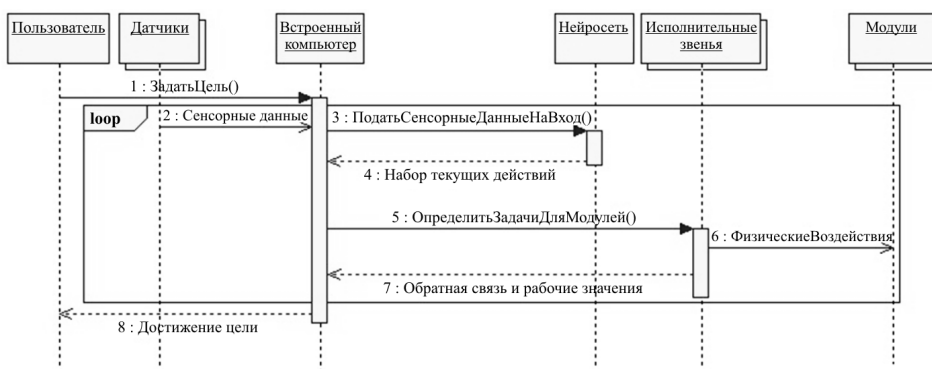 Пользователь
Датчики
Встроенный
компьютер
Нейросеть
Исполнительные
звенья
Модули
1 : ЗадатьЦель()
loop
2 : Сенсорные данные
3 : ПодатьСенсорныеДанныеНаВход()
4 : Набор текущих действий
5 : ОпределитьЗадачиДляМодулей()
6 : ФизическиеВоздействия
7 : Обратная связь и рабочие значения
8 : Достижение цели